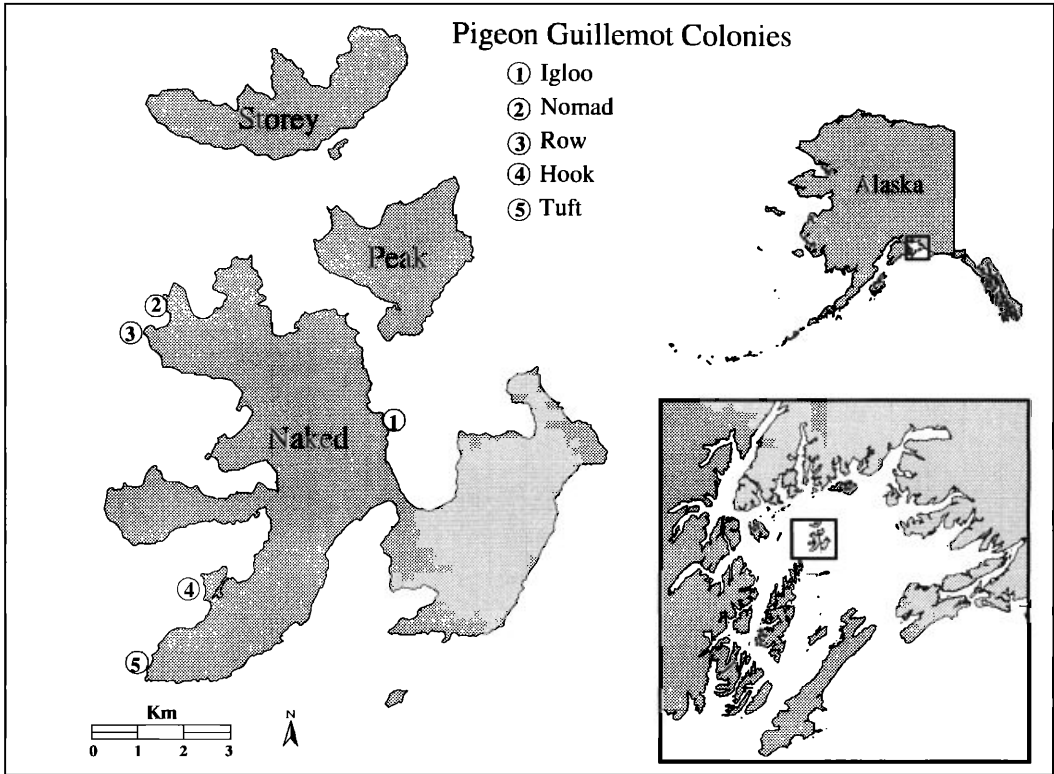 Pigeon Guillemot Colonies
1 Igloo
2 Nomad
3 Row
4 Hook
5 Tuft
Storey
Alaska
Peak
2
3
1
Naked
4
5
Km
0 1 2 3
N